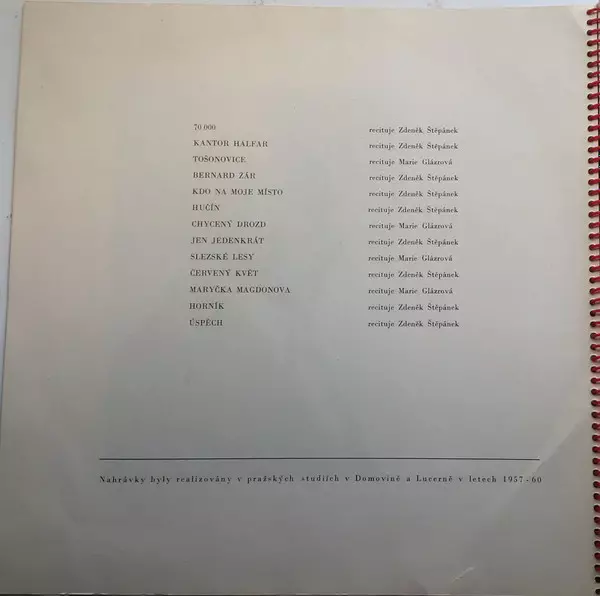 70 000 recituje Zdeněk Štěpánek
KANTOR HALFAR recituje Zdeněk Štěpánek
TOŠONOVICE recituje Marie Glázrová
BERNARD ŽÁR recituje Zdeněk Štěpánek
KDO NA MOJE MÍSTO recituje Zdeněk Štěpánek
HUČÍN recituje Zdeněk Štěpánek
CHYCENÝ DROZD recituje Marie Glázrová
JEN JEDENKRÁT recituje Zdeněk Štěpánek
SLEZSKÉ LESY recituje Marie Glázrová
ČERVENÝ KVĚT recituje Zdeněk Štěpánek
MARYČKA MAGDONOVA recituje Marie Glázrová
HORNÍK recituje Zdeněk Štěpánek
ÚSPĚCH recituje Zdeněk Štěpánek
Nahrávky byly realizovány v pražských studiích v Domovině a Lucerně v letech 1957-60